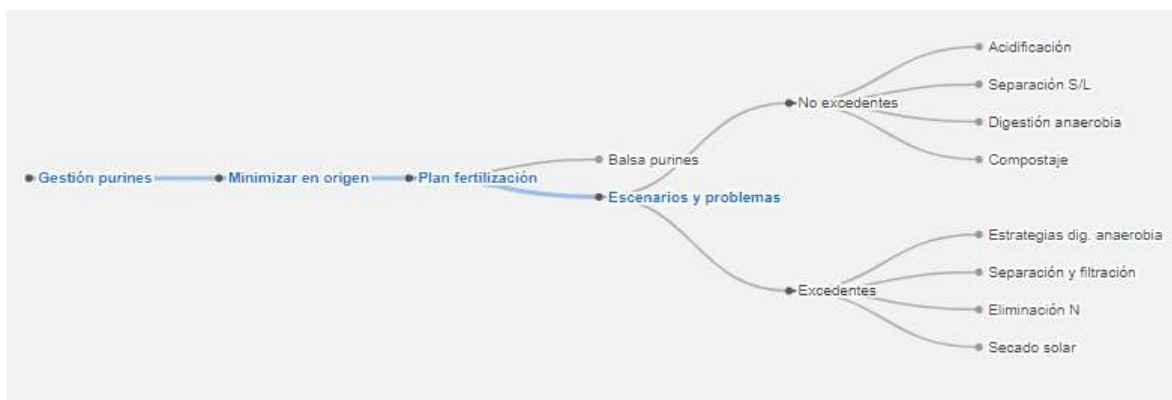 Gestión purines
Minimizar en origen
Plan fertilización
Balsa purines
Escenarios y problemas
No excedentes
Acidificación
Separación S/L
Digestión anaerobia
Compostaje
Excedentes
Estrategias dig. anaerobia
Separación y filtración
Eliminación N
Secado solar